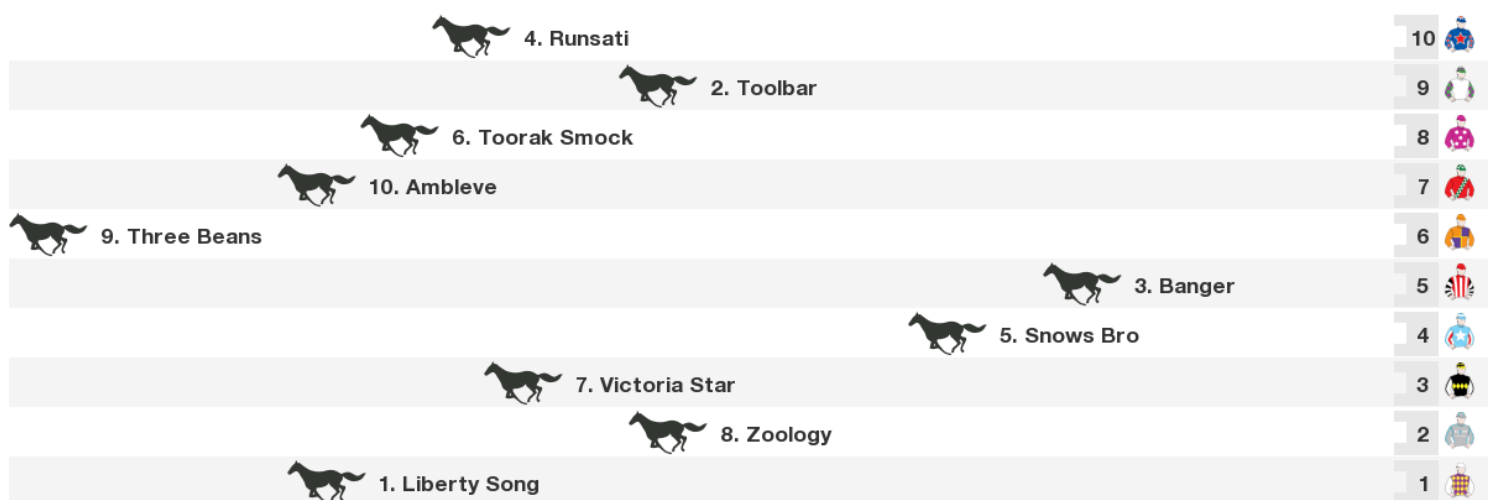 4. Runsati 10
2. Toolbar 9
6. Toorak Smock 8
10. Ambleve 7
9. Three Beans 6
3. Banger 5
5. Snows Bro 4
7. Victoria Star 3
8. Zoology 2
1. Liberty Song 1